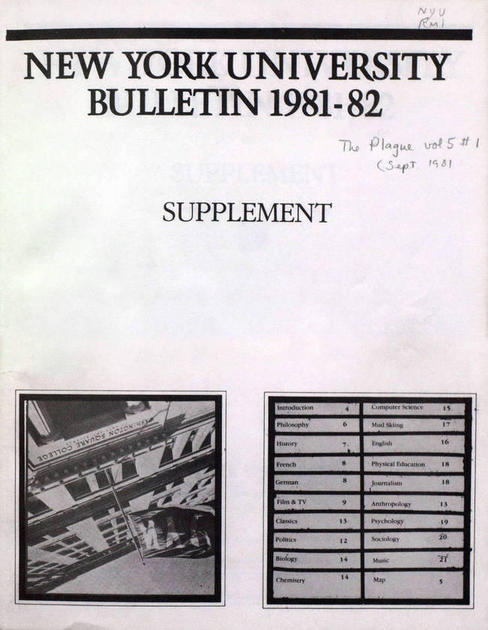 NYU
RMI
NEW YORK UNIVERSITY
BULLETIN 1981-82
The Plague vol 5 #1
(Sept 1981
SUPPLEMENT
WASHINGTON SQUARE COLLEGE
Introduction 4
Philosophy 6
History 7
French 8
German 8
Film & TV 9
Classics 13
Politics 12
Biology 14
Chemistry 14
Computer Science 15
Mud Skiing 17
English 16
Physical Education 18
Journalism 18
Anthropology 13
Psychology 19
Sociology 20
Music 21
Map 5